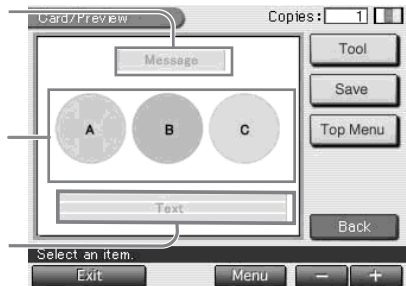 Card/Preview
Copies: 1
Message
Tool
Save
A B C
Top Menu
Text
Back
Select an item.
Exit Menu − +